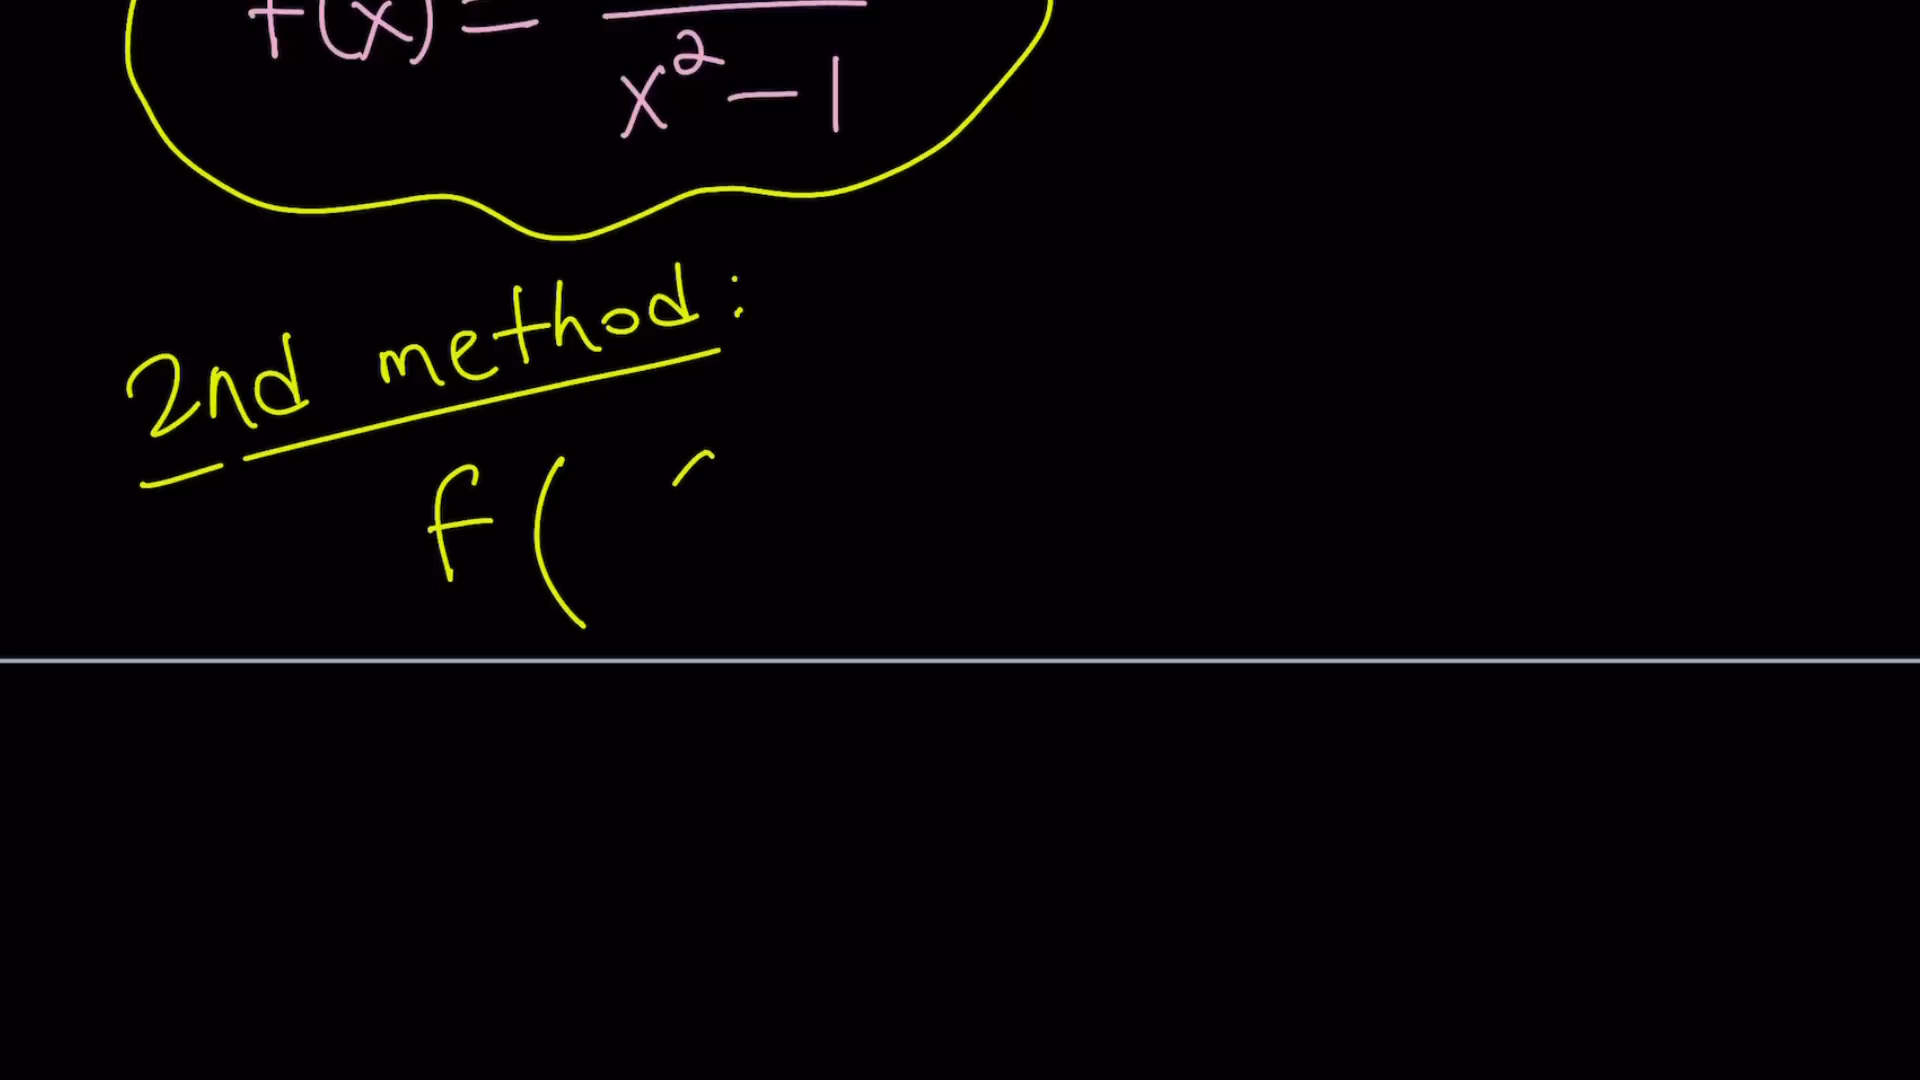 f(x) =
x² - 1
2nd method:
f(